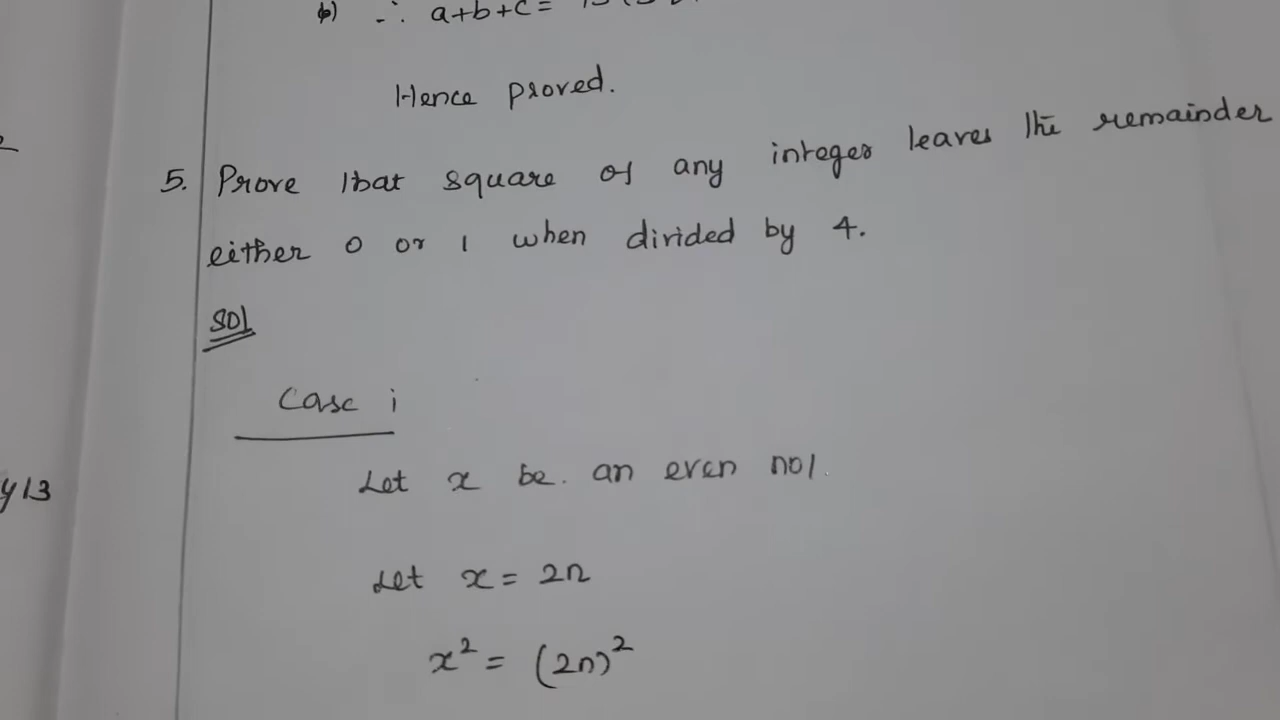 b) ∴ a+b+c =
Hence proved.
5. Prove that square of any integer leaves the remainder
either 0 or 1 when divided by 4.
Sol
Case i
Let x be. an even no/.
y13
Let x = 2n
x² = (2n)²